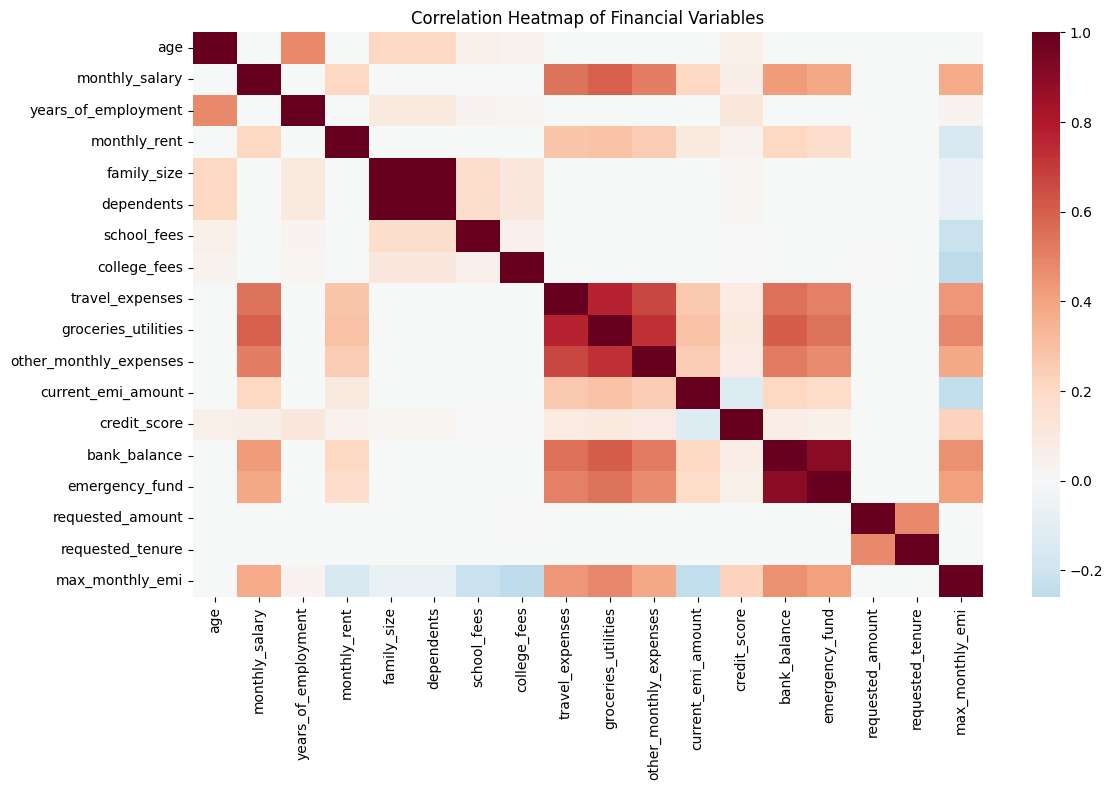 Correlation Heatmap of Financial Variables
age
monthly_salary
years_of_employment
monthly_rent
family_size
dependents
school_fees
college_fees
travel_expenses
groceries_utilities
other_monthly_expenses
current_emi_amount
credit_score
bank_balance
emergency_fund
requested_amount
requested_tenure
max_monthly_emi
age
monthly_salary
years_of_employment
monthly_rent
family_size
dependents
school_fees
college_fees
travel_expenses
groceries_utilities
other_monthly_expenses
current_emi_amount
credit_score
bank_balance
emergency_fund
requested_amount
requested_tenure
max_monthly_emi
1.0
0.8
0.6
0.4
0.2
0.0
−0.2